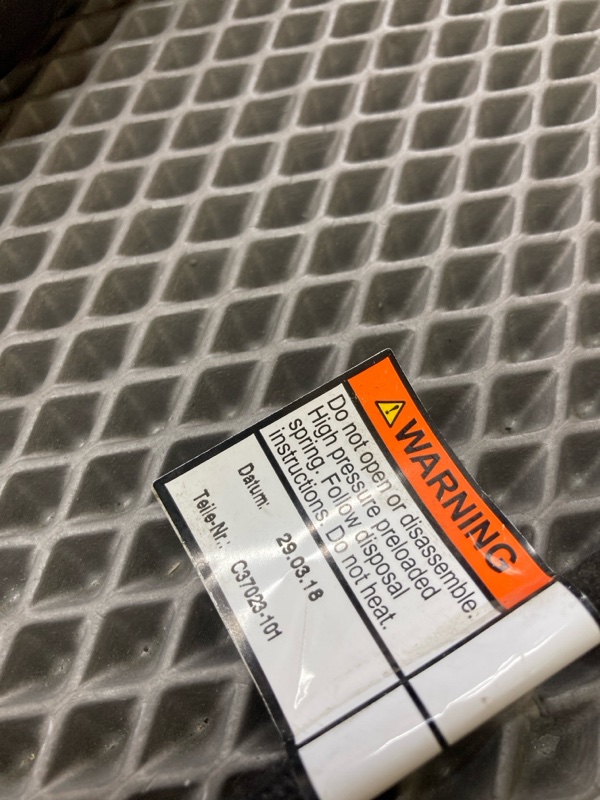 WARNING
Do not open or disassemble.
High pressure preloaded
spring. Follow disposal
instructions. Do not heat.
Datum: 29.03.18
Teile-Nr.: C37023-101